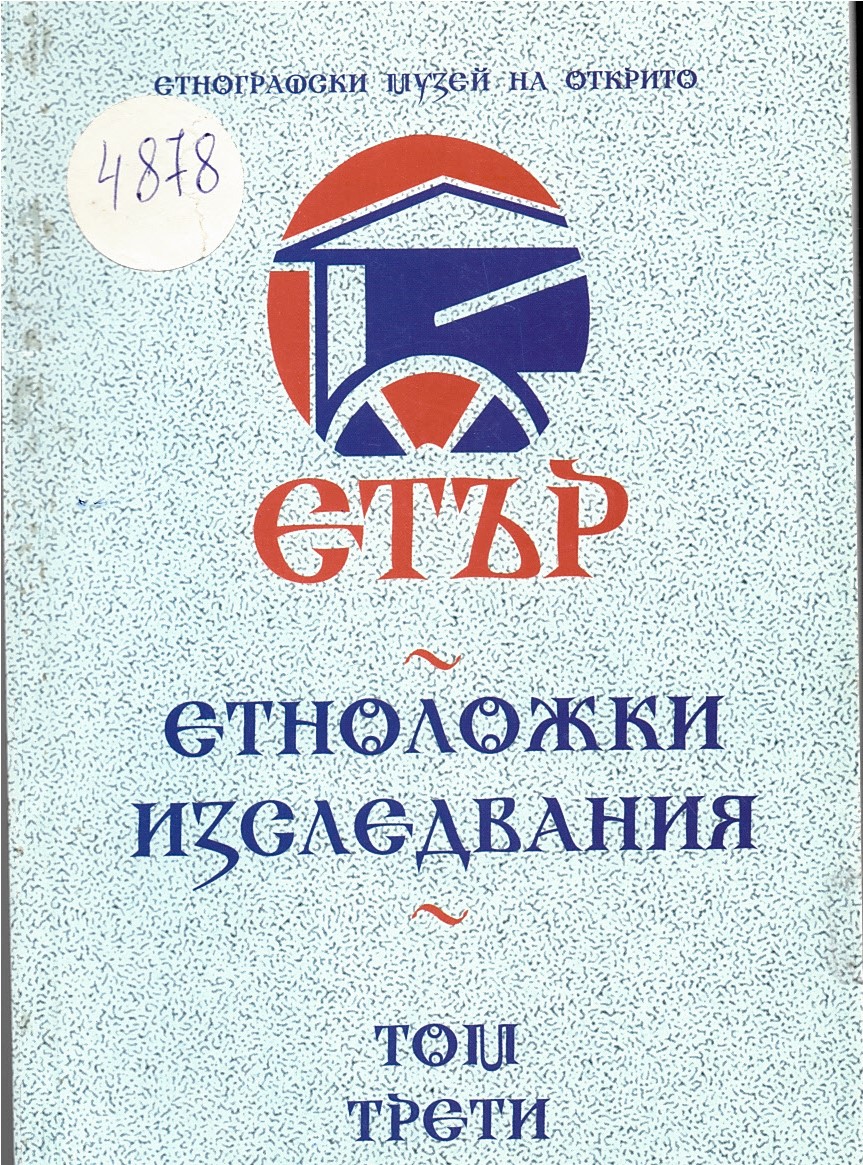 ЕТНОГРАФСКИ МУЗЕЙ НА ОТКРИТО
4878
ЕТЪР
~
ЕТНОЛОЖКИ
ИЗСЛЕДВАНИЯ
~
ТОМ
ТРЕТИ